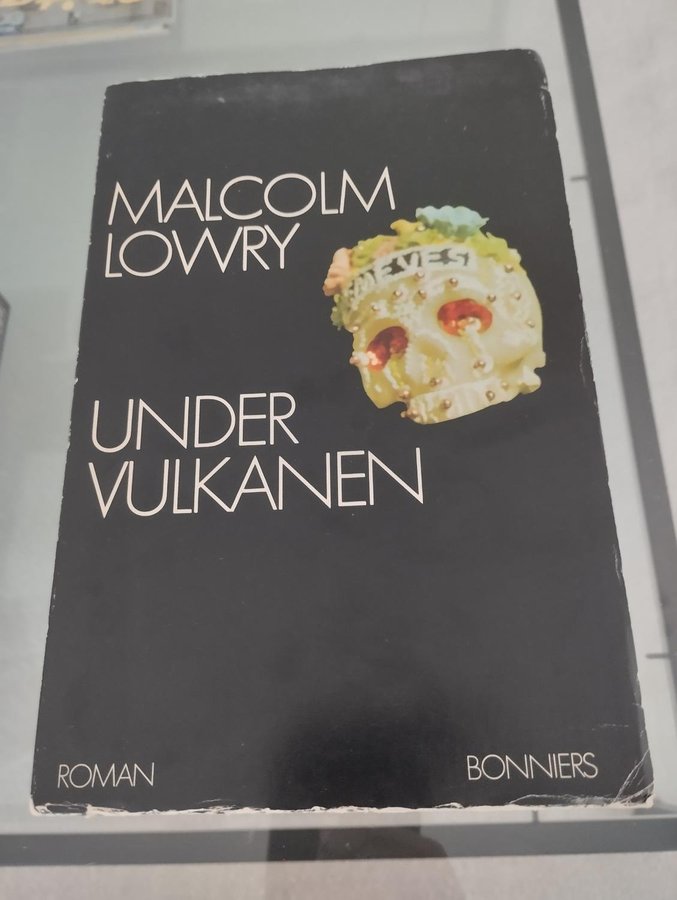 MALCOLM
LOWRY
UNDER
VULKANEN
ROMAN
BONNIERS